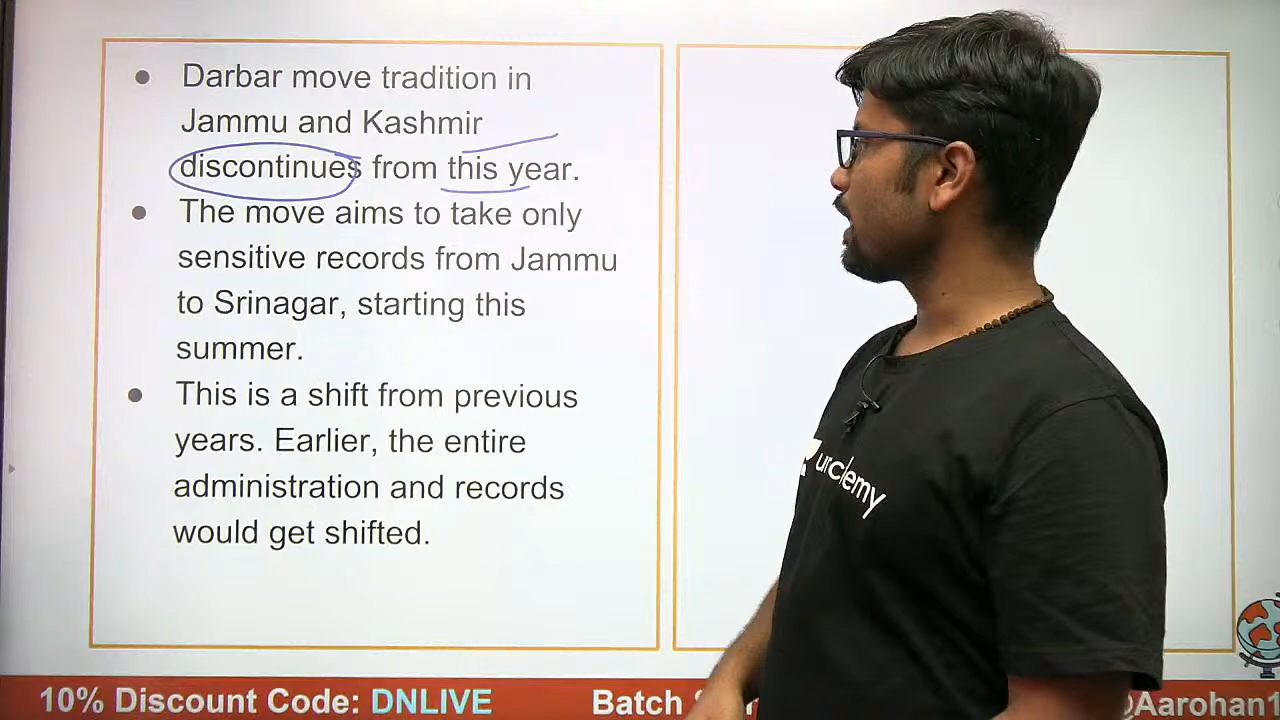 ● Darbar move tradition in
Jammu and Kashmir
discontinues from this year.
● The move aims to take only
sensitive records from Jammu
to Srinagar, starting this
summer.
● This is a shift from previous
years. Earlier, the entire
administration and records
would get shifted.
10% Discount Code: DNLIVE
Batch
Aarohan1